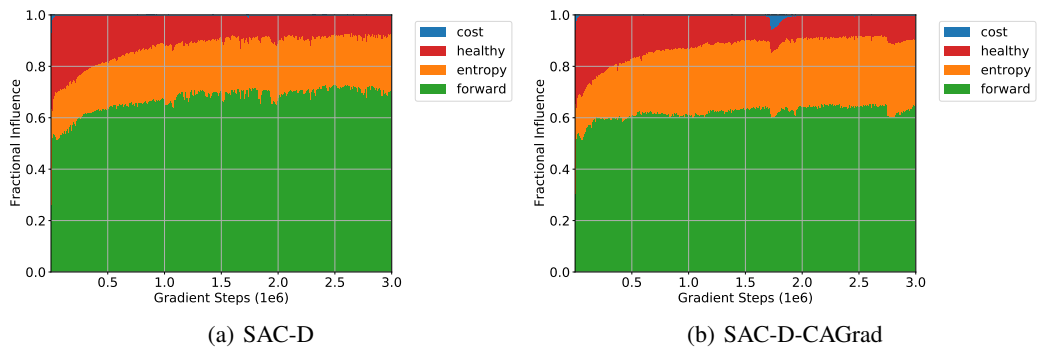 1.0
0.8
0.6
0.4
0.2
0.0
Fractional Influence
0.5 1.0 1.5 2.0 2.5 3.0
Gradient Steps (1e6)
cost
healthy
entropy
forward
(a) SAC-D
1.0
0.8
0.6
0.4
0.2
0.0
Fractional Influence
0.5 1.0 1.5 2.0 2.5 3.0
Gradient Steps (1e6)
cost
healthy
entropy
forward
(b) SAC-D-CAGrad